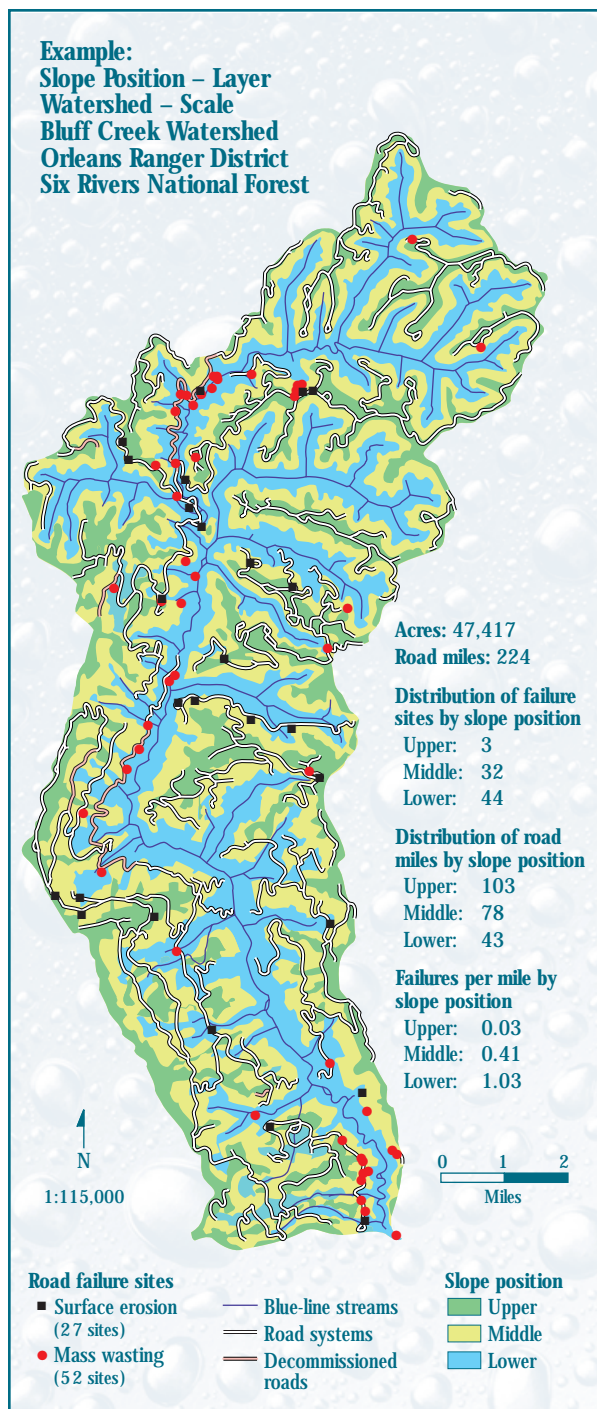 Example:
Slope Position – Layer
Watershed – Scale
Bluff Creek Watershed
Orleans Ranger District
Six Rivers National Forest
Acres: 47,417
Road miles: 224
Distribution of failure
sites by slope position
Upper: 3
Middle: 32
Lower: 44
Distribution of road
miles by slope position
Upper: 103
Middle: 78
Lower: 43
Failures per mile by
slope position
Upper: 0.03
Middle: 0.41
Lower: 1.03
N
1:115,000
0 1 2
Miles
Road failure sites
Surface erosion
(27 sites)
Mass wasting
(52 sites)
Blue-line streams
Road systems
Decommissioned
roads
Slope position
Upper
Middle
Lower